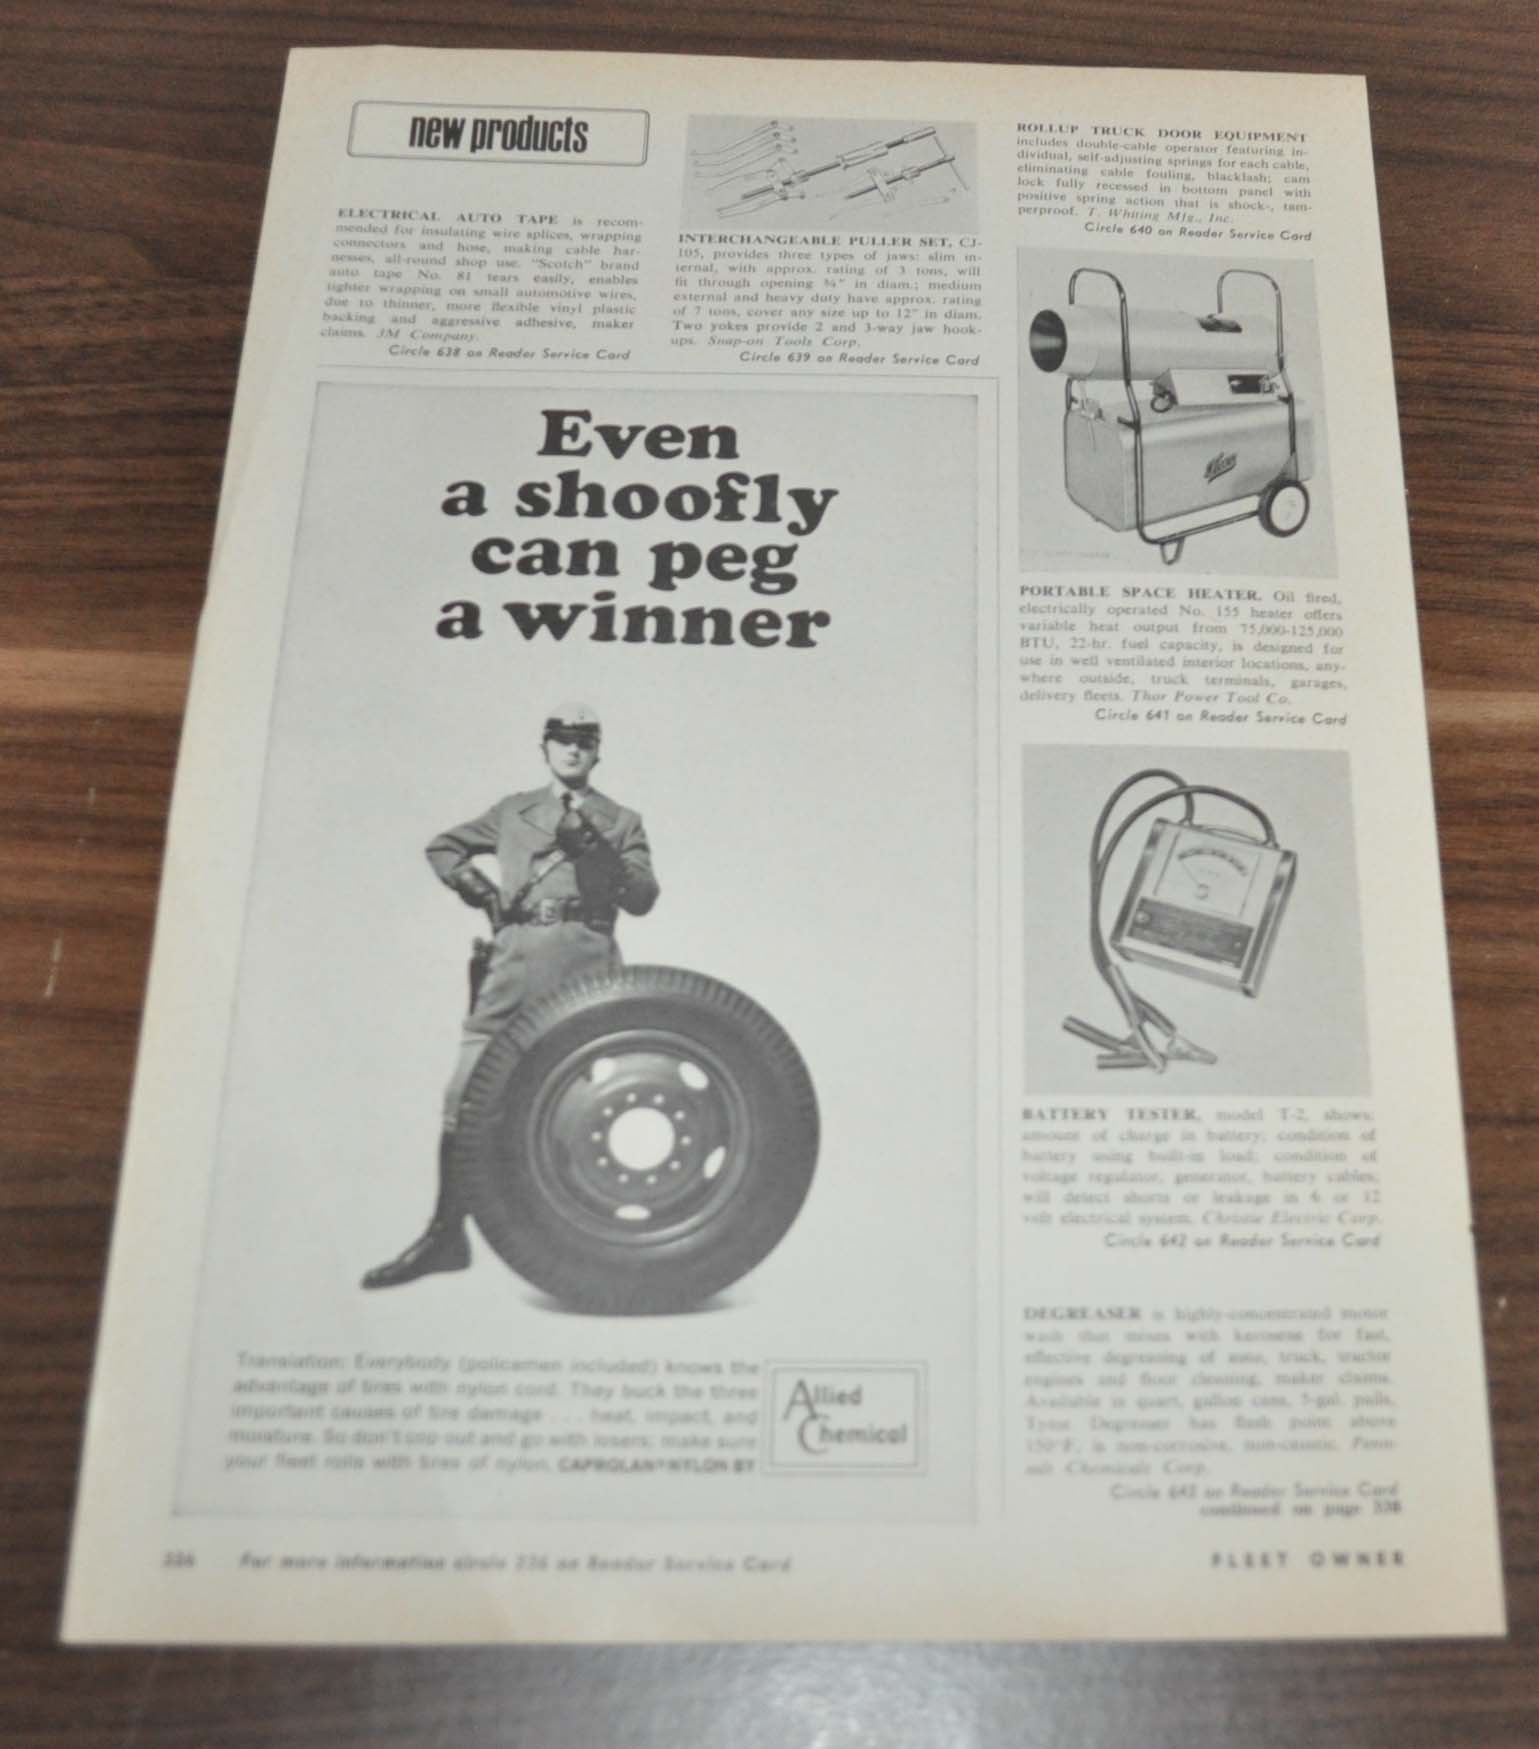 new products
ELECTRICAL AUTO TAPE is recom-
mended for insulating wire splices, wrapping
connectors and hose, making cable har-
nesses, all-round shop use. "Scotch" brand
auto tape No. 81 tears easily, enables
tighter wrapping on small automotive wires,
due to thinner, more flexible vinyl plastic
backing and aggressive adhesive, maker
claims. 3M Company.
Circle 638 on Reader Service Card
INTERCHANGEABLE PULLER SET, CJ-
105, provides three types of jaws: slim in-
ternal, with approx. rating of 3 tons, will
fit through opening ¾" in diam.; medium
external and heavy duty have approx. rating
of 7 tons, cover any size up to 12" in diam.
Two yokes provide 2 and 3-way jaw hook-
ups. Snap-on Tools Corp.
Circle 639 on Reader Service Card
Even
a shoofly
can peg
a winner
Translation: Everybody (policemen included) knows the
advantage of tires with nylon cord. They buck the three
important causes of tire damage . . . heat, impact, and
moisture. So don't cop out and go with losers; make sure
your fleet rolls with tires of nylon. CAPROLAN® NYLON BY
Allied
Chemical
ROLLUP TRUCK DOOR EQUIPMENT
includes double-cable operator featuring in-
dividual, self-adjusting springs for each cable,
eliminating cable fouling, blacklash; cam
lock fully recessed in bottom panel with
positive spring action that is shock-, tam-
perproof. T. Whiting Mfg., Inc.
Circle 640 on Reader Service Card
Thor
PORTABLE SPACE HEATER. Oil fired,
electrically operated No. 155 heater offers
variable heat output from 75,000-125,000
BTU, 22-hr. fuel capacity, is designed for
use in well ventilated interior locations, any-
where outside, truck terminals, garages,
delivery fleets. Thor Power Tool Co.
Circle 641 on Reader Service Card
BATTERY TESTER, model T-2, shows:
amount of charge in battery; condition of
battery using built-in load; condition of
voltage regulator, generator, battery cables;
will detect shorts or leakage in 6 or 12
volt electrical system. Christie Electric Corp.
Circle 642 on Reader Service Card
DEGREASER is highly-concentrated motor
wash that mixes with kerosene for fast,
effective degreasing of auto, truck, tractor
engines and floor cleaning, maker claims.
Available in quart, gallon cans, 5-gal. pails,
Degreaser has flash point above
150°F, is non-corrosive, non-caustic.
Chemicals Corp.
Circle 643 on Reader Service Card
continued on page 338
336 For more information circle 336 on Reader Service Card
FLEET OWNER